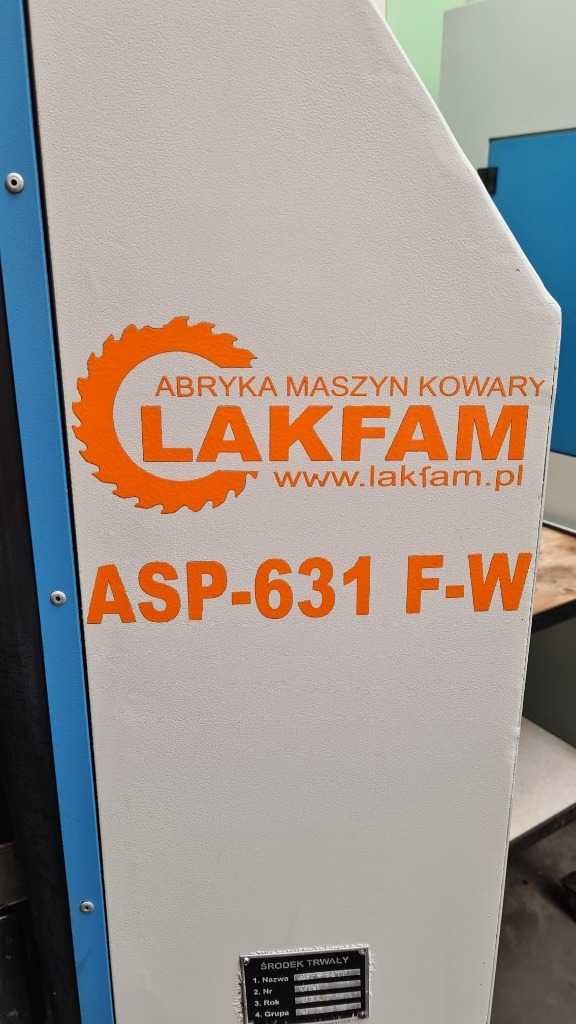 ABRYKA MASZYN KOWARY
LAKFAM
www.lakfam.pl
ASP-631 F-W
ŚRODEK TRWAŁY
1. Nazwa
2. Nr
3. Rok
4. Grupa